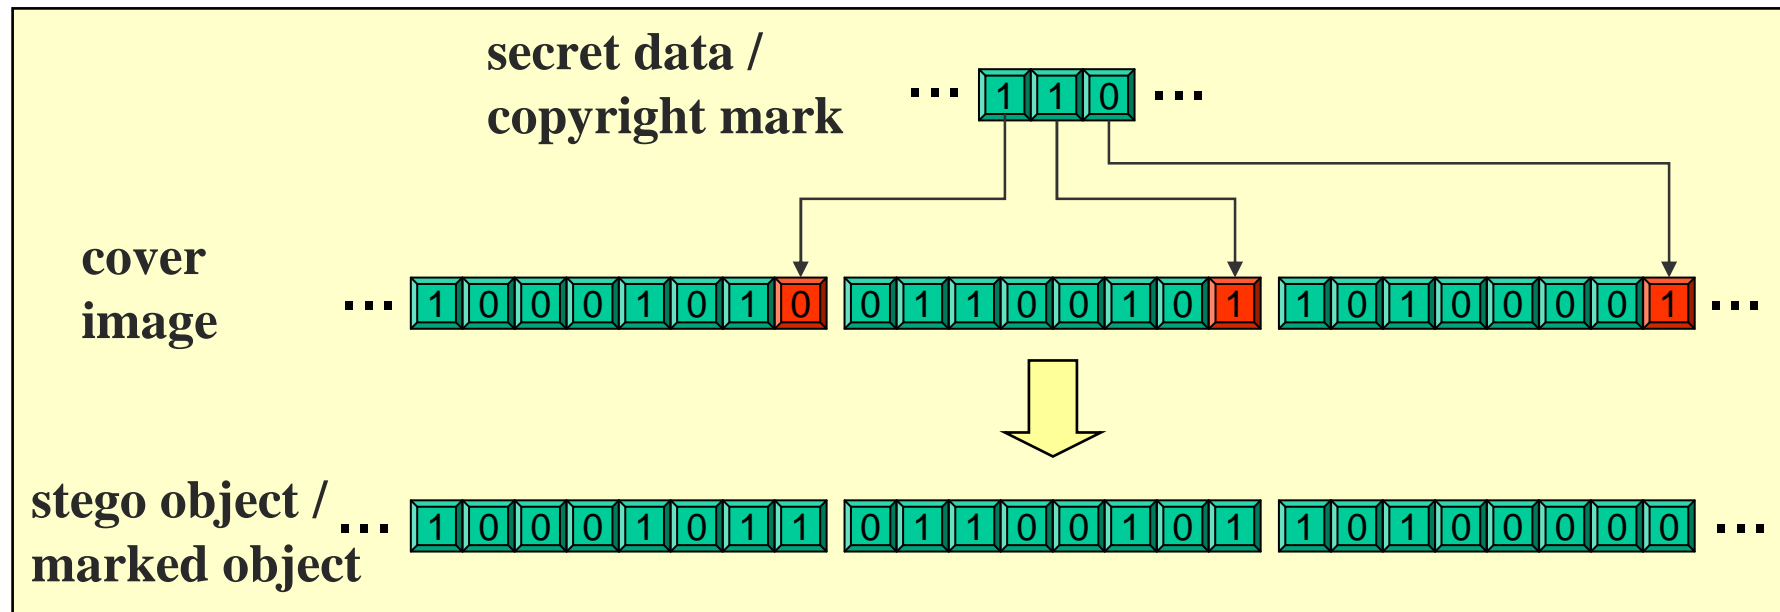 secret data /
copyright mark
... 1 1 0 ...
cover
image
... 1 0 0 0 1 0 1 0 0 1 1 0 0 1 0 1 1 0 1 0 0 0 0 1 ...
stego object /
marked object
... 1 0 0 0 1 0 1 1 0 1 1 0 0 1 0 1 1 0 1 0 0 0 0 0 ...